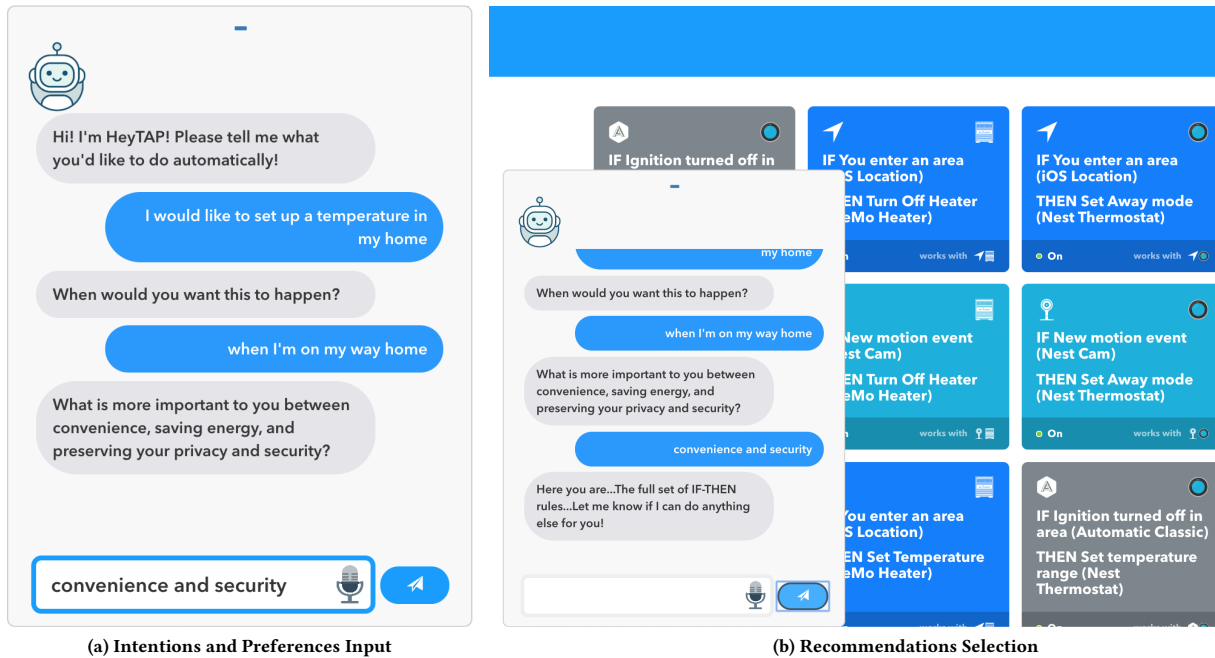 Hi! I'm HeyTAP! Please tell me what
you'd like to do automatically!
I would like to set up a temperature in
my home
When would you want this to happen?
when I'm on my way home
What is more important to you between
convenience, saving energy, and
preserving your privacy and security?
convenience and security
(a) Intentions and Preferences Input
my home
When would you want this to happen?
when I'm on my way home
What is more important to you between
convenience, saving energy, and
preserving your privacy and security?
convenience and security
Here you are...The full set of IF-THEN
rules...Let me know if I can do anything
else for you!
IF Ignition turned off in
IF You enter an area
S Location)
EN Turn Off Heater
eMo Heater)
works with
IF You enter an area
(iOS Location)
THEN Set Away mode
(Nest Thermostat)
On
works with
New motion event
st Cam)
EN Turn Off Heater
eMo Heater)
works with
IF New motion event
(Nest Cam)
THEN Set Away mode
(Nest Thermostat)
On
works with
You enter an area
S Location)
EN Set Temperature
eMo Heater)
works with
IF Ignition turned off in
area (Automatic Classic)
THEN Set temperature
range (Nest
Thermostat)
On
works with
(b) Recommendations Selection